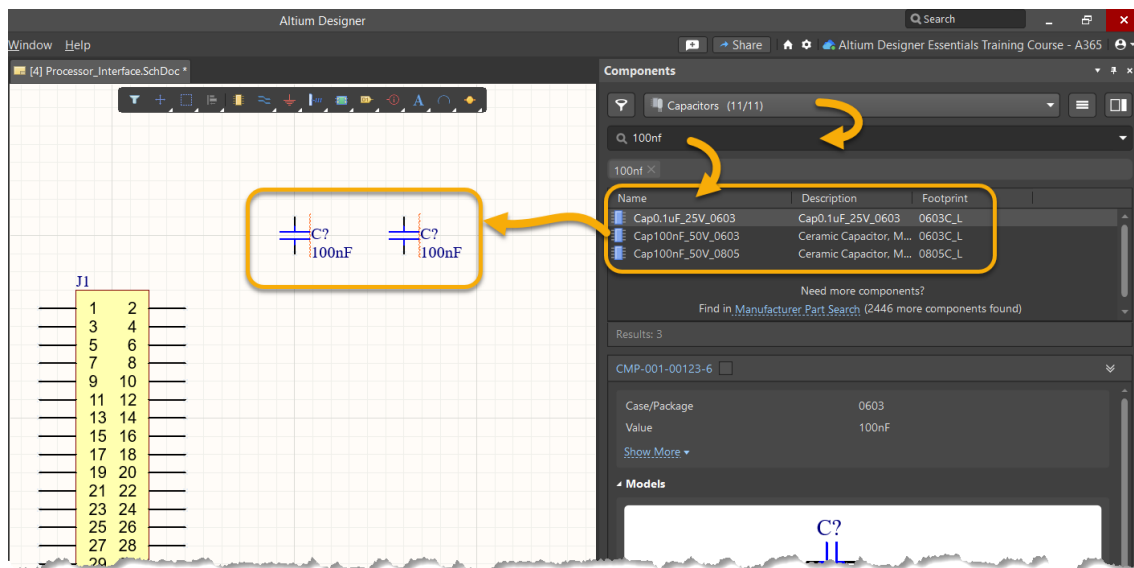 Altium Designer
Search
Window Help
Share
Altium Designer Essentials Training Course - A365
[4] Processor_Interface.SchDoc *
Components
Capacitors (11/11)
100nf
100nf
Name Description Footprint
Cap0.1uF_25V_0603 Cap0.1uF_25V_0603 0603C_L
Cap100nF_50V_0603 Ceramic Capacitor, M... 0603C_L
Cap100nF_50V_0805 Ceramic Capacitor, M... 0805C_L
Need more components?
Find in Manufacturer Part Search (2446 more components found)
Results: 3
CMP-001-00123-6
Case/Package 0603
Value 100nF
Show More
Models
C?
A
C? C?
100nF 100nF
J1
1 2
3 4
5 6
7 8
9 10
11 12
13 14
15 16
17 18
19 20
21 22
23 24
25 26
27 28
29